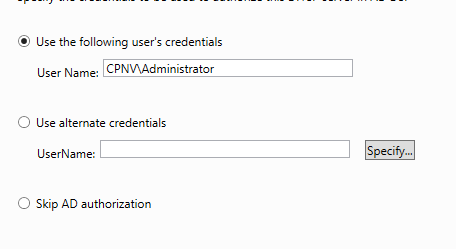 Use the following user's credentials
User Name: CPNV\Administrator
Use alternate credentials
UserName:
Specify...
Skip AD authorization